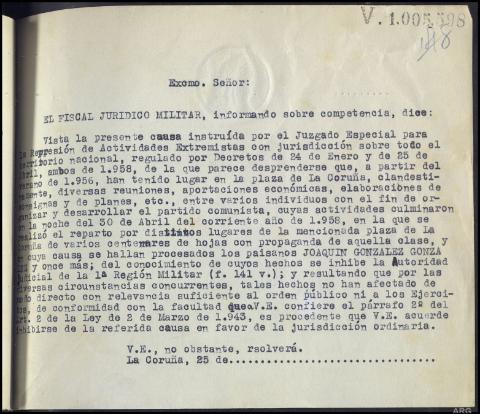 V. 1.005.598
148
Excmo. Señor:
EL FISCAL JURIDICO MILITAR, informando sobre competencia, dice:
Vista la presente causa instruída por el Juzgado Especial para
la Represión de Actividades Extremistas con jurisdicción sobre todo el
territorio nacional, regulado por Decretos de 24 de Enero y de 25 de
Abril, ambos de 1.958, de la que parece desprenderse que, a partir del
verano de 1.956, han tenido lugar en la plaza de La Coruña, clandesti-
namente, diversas reuniones, aportaciones económicas, elaboraciones de
consignas y de planes, etc., entre varios individuos con el fin de or-
ganizar y desarrollar el partido comunista, cuyas actividades culminaron
en la noche del 30 de Abril del corriente año de 1.958, en la que se
realizó el reparto por distintos lugares de la mencionada plaza de La
Coruña de varios centenares de hojas con propaganda de aquella clase, y
en cuya causa se hallan procesados los paisanos JOAQUIN GONZALEZ GONZA
LEZ y once más; del conocimiento de cuyos hechos se inhibe la Autoridad
Judicial de la 1ª Región Militar (f. 141 v.); y resultando que por las
diversas circunstancias concurrentes, tales hechos no han afectado de
modo directo con relevancia suficiente al orden público ni a los Ejerci-
tos, de conformidad con la facultad que V.E. confiere el párrafo 2º del
Art. 2 de la Ley de 2 de Marzo de 1.943, es procedente que V.E. acuerde
inhibirse de la referida causa en favor de la jurisdicción ordinaria.
V.E., no obstante, rsolverá.
La Coruña, 25 de..................................
ARG